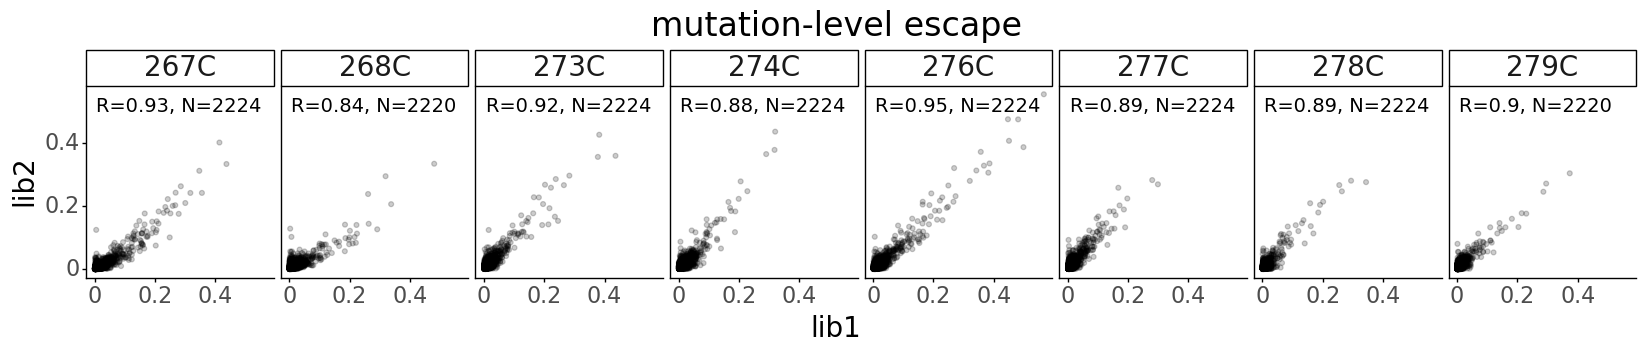 mutation-level escape
267C 268C 273C 274C 276C 277C 278C 279C
R=0.93, N=2224 R=0.84, N=2220 R=0.92, N=2224 R=0.88, N=2224 R=0.95, N=2224 R=0.89, N=2224 R=0.89, N=2224 R=0.9, N=2220
0.4
0.2
0
lib2
0 0.2 0.4 0 0.2 0.4 0 0.2 0.4 0 0.2 0.4 0 0.2 0.4 0 0.2 0.4 0 0.2 0.4 0 0.2 0.4
lib1